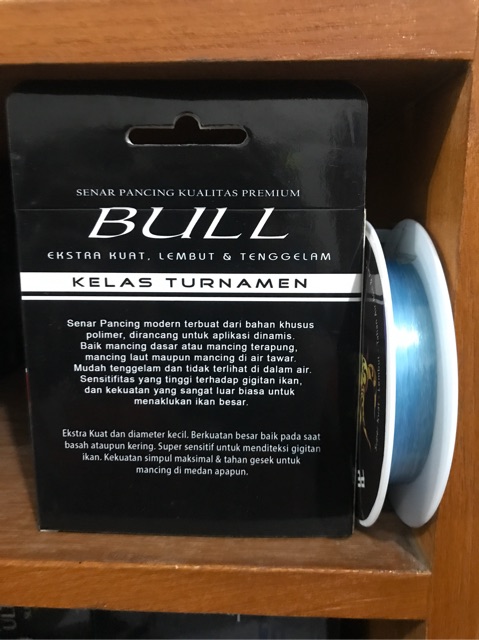 SENAR PANCING KUALITAS PREMIUM
BULL
EKSTRA KUAT, LEMBUT & TENGGELAM
KELAS TURNAMEN
Senar Pancing modern terbuat dari bahan khusus
polimer, dirancang untuk aplikasi dinamis.
Baik mancing dasar atau mancing terapung,
mancing laut maupun mancing di air tawar.
Mudah tenggelam dan tidak terlihat di dalam air.
Sensitifitas yang tinggi terhadap gigitan ikan,
dan kekuatan yang sangat luar biasa untuk
menaklukan ikan besar.
Ekstra Kuat dan diameter kecil. Berkuatan besar baik pada saat
basah ataupun kering. Super sensitif untuk menditeksi gigitan
ikan. Kekuatan simpul maksimal & tahan gesek untuk
mancing di medan apapun.